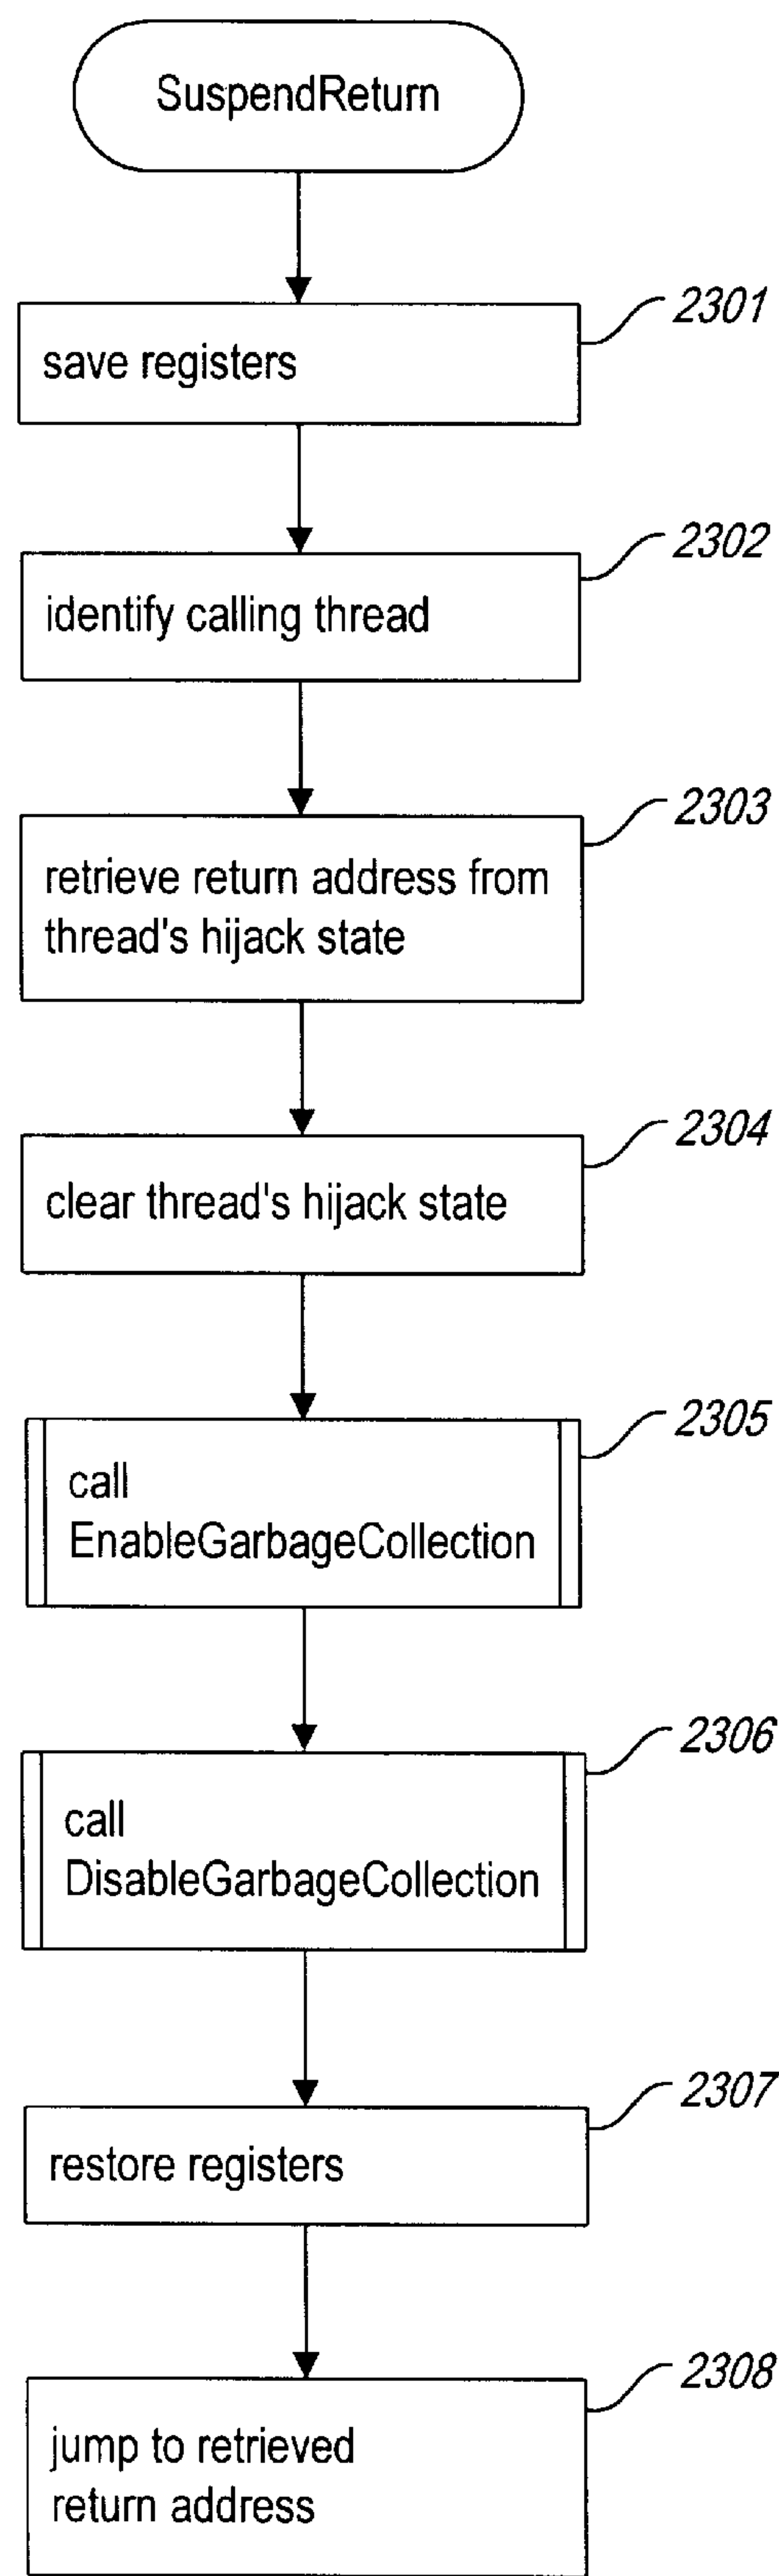 SuspendReturn
2301
save registers
2302
identify calling thread
2303
retrieve return address from
thread's hijack state
2304
clear thread's hijack state
2305
call
EnableGarbageCollection
2306
call
DisableGarbageCollection
2307
restore registers
2308
jump to retrieved
return address